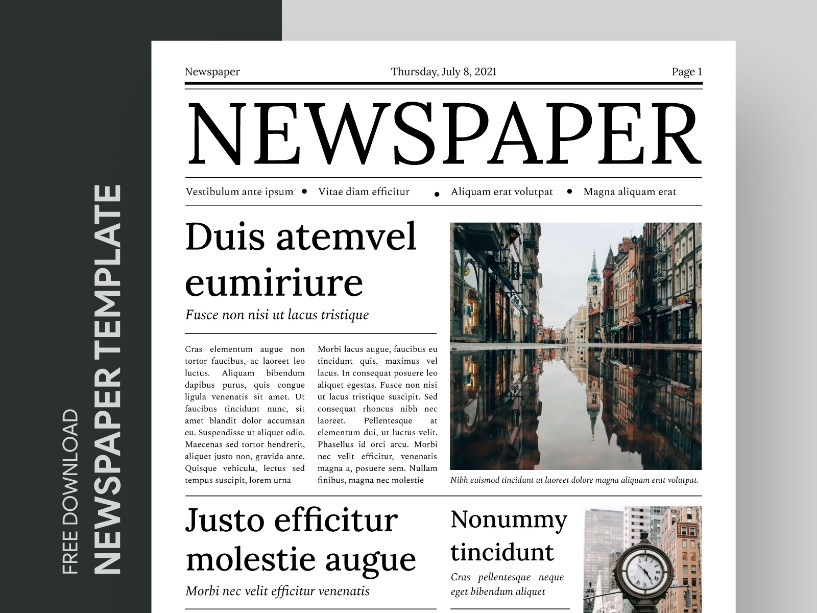 FREE DOWNLOAD
NEWSPAPER TEMPLATE
Newspaper Thursday, July 8, 2021 Page 1
NEWSPAPER
Vestibulum ante ipsum • Vitae diam efficitur • Aliquam erat volutpat • Magna aliquam erat
Duis atemvel
eumiriure
Fusce non nisi ut lacus tristique
Cras elementum augue non
tortor faucibus, ac laoreet leo
luctus. Aliquam bibendum
dapibus purus, quis congue
ligula venenatis sit amet. Ut
faucibus tincidunt nunc, sit
amet blandit dolor accumsan
eu. Suspendisse ut aliquet odio.
Maecenas sed tortor hendrerit,
aliquet justo non, gravida ante.
Quisque vehicula, lectus sed
tempus suscipit, lorem urna
Morbi lacus augue, faucibus eu
tincidunt quis, maximus vel
lacus. In consequat posuere leo
aliquet egestas. Fusce non nisi
ut lacus tristique suscipit. Sed
consequat rhoncus nibh nec
laoreet. Pellentesque at
elementum dui, ut luctus velit.
Phasellus id orci arcu. Morbi
nec velit efficitur, venenatis
magna a, posuere sem. Nullam
finibus, magna nec molestie
Nibh euismod tincidunt ut laoreet dolore magna aliquam erat volutpat.
Justo efficitur
molestie augue
Morbi nec velit efficitur venenatis
Nonummy
tincidunt
Cras pellentesque neque
eget bibendum aliquet